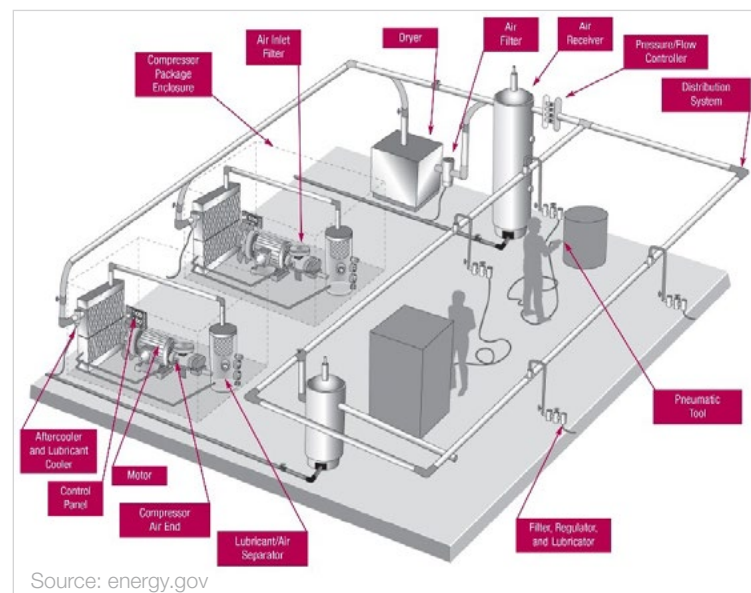 Air Inlet
Filter
Dryer
Air
Filter
Air
Receiver
Pressure/Flow
Controller
Compressor
Package
Enclosure
Distribution
System
Pneumatic
Tool
Aftercooler
and Lubricant
Cooler
Motor
Control
Panel
Compressor
Air End
Lubricant/Air
Separator
Filter, Regulator,
and Lubricator
Source: energy.gov